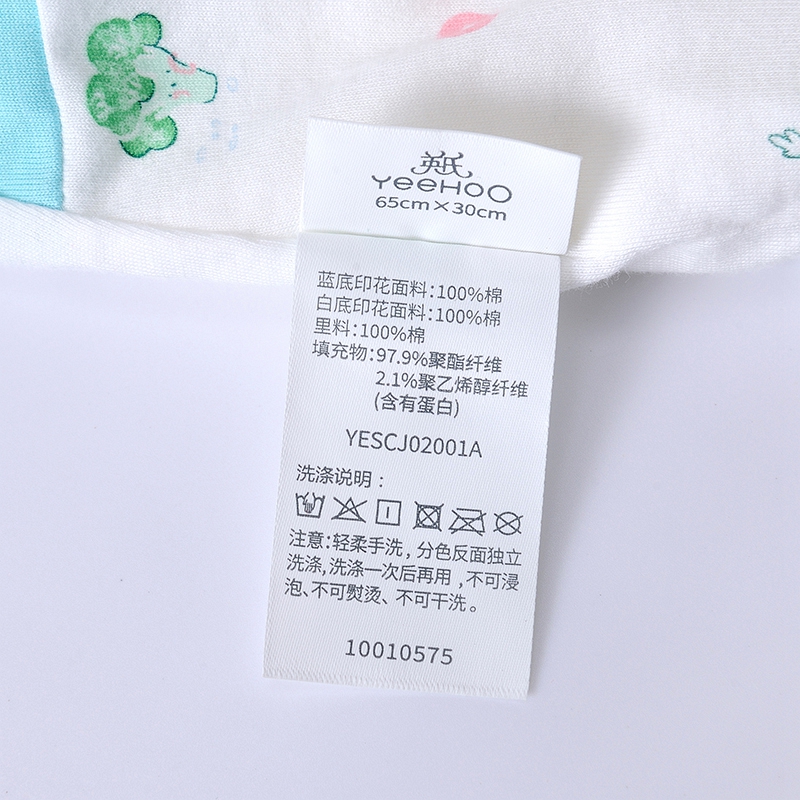 英氏
YeeHOO
65cm×30cm
蓝底印花面料:100%棉
白底印花面料:100%棉
里料:100%棉
填充物:97.9%聚酯纤维
2.1%聚乙烯醇纤维
(含有蛋白)
YESCJ02001A
洗涤说明:
注意:轻柔手洗,分色反面独立
洗涤,洗涤一次后再用,不可浸
泡、不可熨烫、不可干洗。
10010575